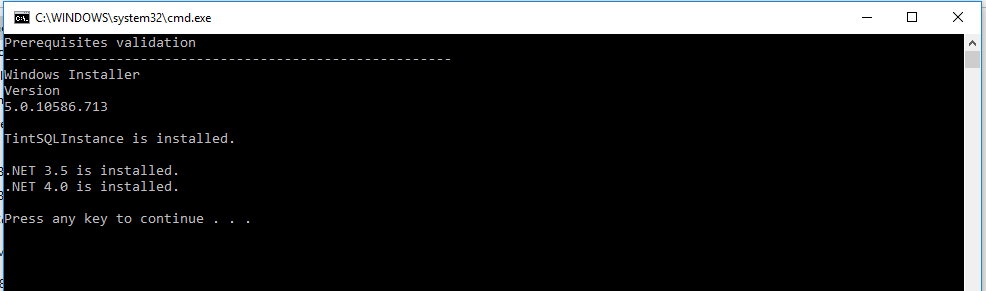 C:\WINDOWS\system32\cmd.exe
Prerequisites validation
--------------------------------------------------------
Windows Installer
Version
5.0.10586.713
TintSQLInstance is installed.
.NET 3.5 is installed.
.NET 4.0 is installed.
Press any key to continue . . .